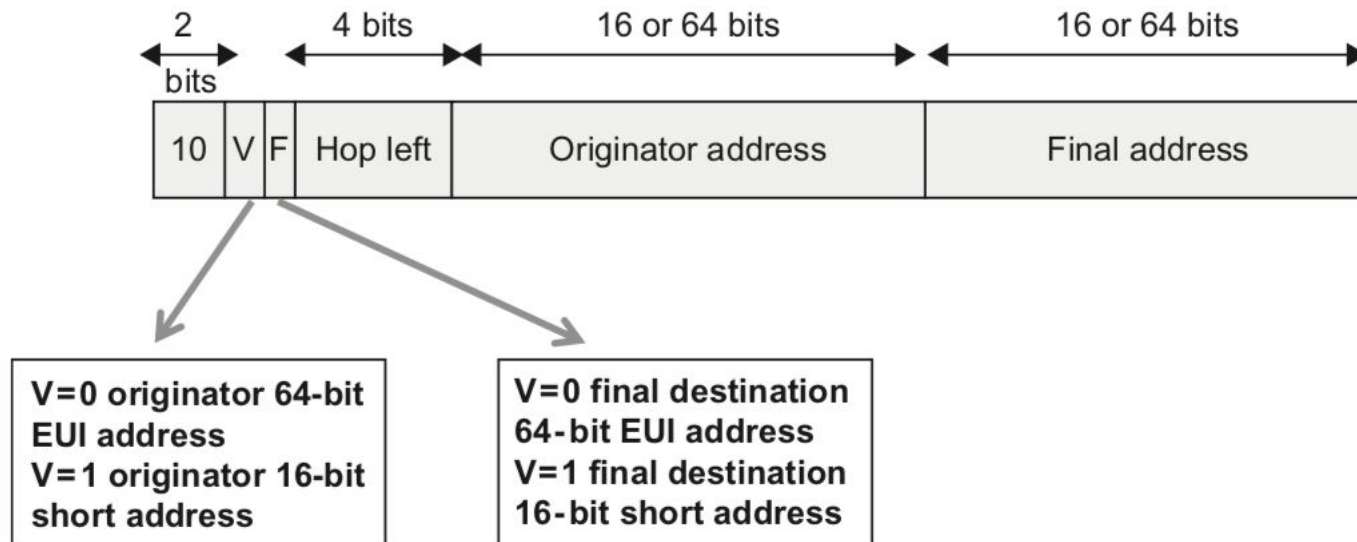 2 4 bits 16 or 64 bits 16 or 64 bits
bits
10 V F Hop left Originator address Final address
V=0 originator 64-bit
EUI address
V=1 originator 16-bit
short address
V=0 final destination
64-bit EUI address
V=1 final destination
16-bit short address